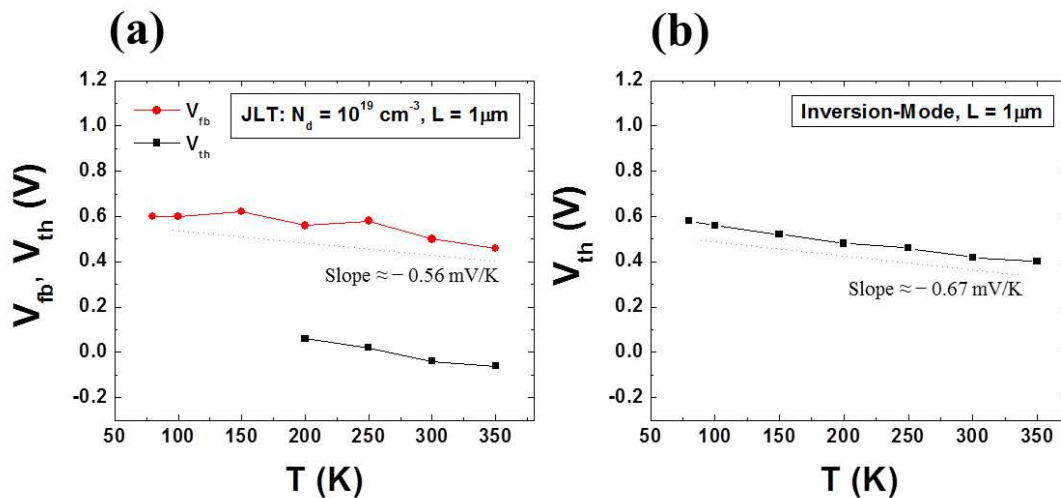 (a)
V_fb
V_th
JLT: N_d = 10^19 cm^-3, L = 1μm
V_fb, V_th (V)
1.2
1.0
0.8
0.6
0.4
0.2
0.0
-0.2
Slope ≈ − 0.56 mV/K
50 100 150 200 250 300 350
T (K)
(b)
Inversion-Mode, L = 1μm
V_th (V)
1.2
1.0
0.8
0.6
0.4
0.2
0.0
-0.2
Slope ≈ − 0.67 mV/K
50 100 150 200 250 300 350
T (K)